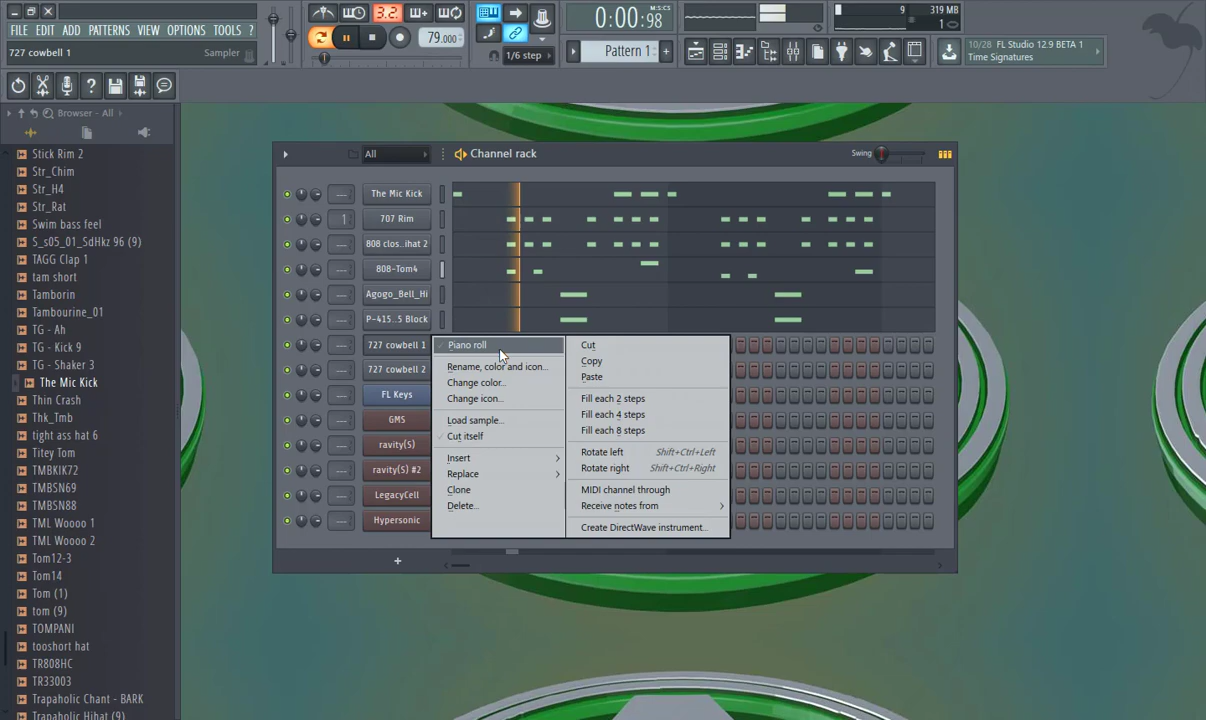 3.2
0:00:98
M:S:CS
9
319 MB
1
FILE EDIT ADD PATTERNS VIEW OPTIONS TOOLS ?
79.000
1/6 step
Pattern 1
+
10/28 FL Studio 12.9 BETA 1
Time Signatures
727 cowbell 1
Sampler
Browser - All
Stick Rim 2
Str_Chim
Str_H4
Str_Rat
Swim bass feel
S_s05_01_SdHkz 96 (9)
TAGG Clap 1
tam short
Tamborin
Tambourine_01
TG - Ah
TG - Kick 9
TG - Shaker 3
The Mic Kick
Thin Crash
Thk_Tmb
tight ass hat 6
Titey Tom
TMBKIK72
TMBSN69
TMBSN88
TML Woooo 1
TML Woooo 2
Tom12-3
Tom14
Tom (1)
tom (9)
TOMPANI
tooshort hat
TR808HC
TR33003
Trapaholic Chant - BARK
Trapaholic Hihat (9)
All
Channel rack
Swing
The Mic Kick
1
707 Rim
808 clos..ihat 2
808-Tom4
Agogo_Bell_Hi
P-415..5 Block
727 cowbell 1
727 cowbell 2
FL Keys
GMS
ravity(S)
ravity(S) #2
LegacyCell
Hypersonic
+
Piano roll
Rename, color and icon...
Change color...
Change icon...
Load sample...
Cut itself
Insert
Replace
Clone
Delete...
Cut
Copy
Paste
Fill each 2 steps
Fill each 4 steps
Fill each 8 steps
Rotate left Shift+Ctrl+Left
Rotate right Shift+Ctrl+Right
MIDI channel through
Receive notes from
Create DirectWave instrument...